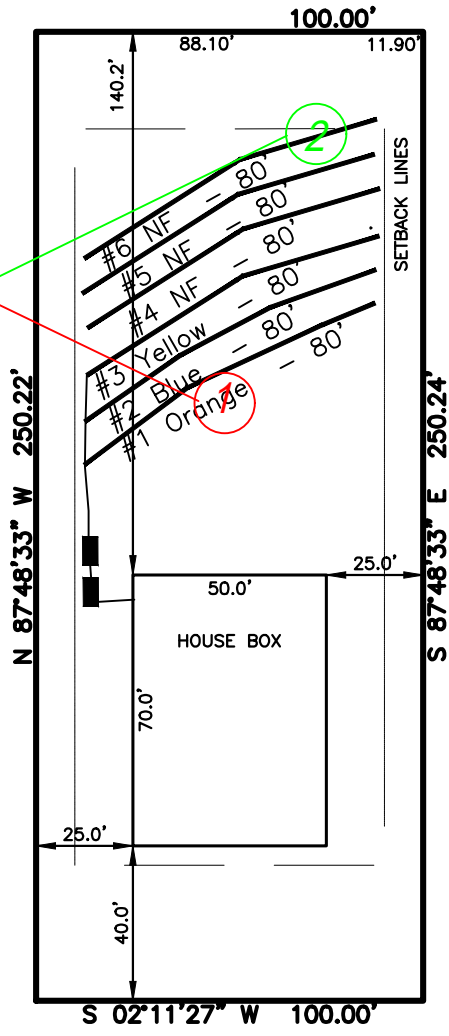 100.00'
88.10'
11.90'
140.2'
2
SETBACK LINES
#6 NF - 80'
#5 NF - 80'
#4 NF - 80'
#3 Yellow - 80'
#2 Blue - 80'
#1 Orange - 80'
1
N 87°48'33" W 250.22'
S 87°48'33" E 250.24'
25.0'
50.0'
HOUSE BOX
70.0'
25.0'
40.0'
S 02°11'27" W 100.00'